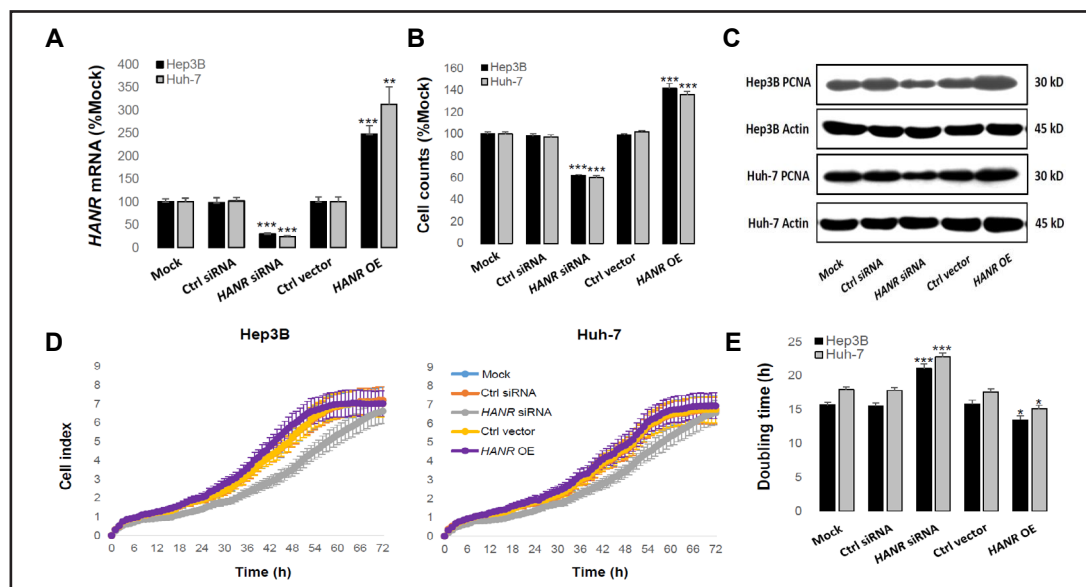 A
HANR mRNA (%Mock)
400
350
300
250
200
150
100
50
0
Hep3B
Huh-7
***
***
***
**
Mock
Ctrl siRNA
HANR siRNA
Ctrl vector
HANR OE
B
Cell counts (%Mock)
160
140
120
100
80
60
40
20
0
Hep3B
Huh-7
***
***
***
***
Mock
Ctrl siRNA
HANR siRNA
Ctrl vector
HANR OE
C
Hep3B PCNA 30 kD
Hep3B Actin 45 kD
Huh-7 PCNA 30 kD
Huh-7 Actin 45 kD
Mock
Ctrl siRNA
HANR siRNA
Ctrl vector
HANR OE
D
Hep3B
Cell index
9
8
7
6
5
4
3
2
1
0
0 6 12 18 24 30 36 42 48 54 60 66 72
Time (h)
Huh-7
9
8
7
6
5
4
3
2
1
0
Mock
Ctrl siRNA
HANR siRNA
Ctrl vector
HANR OE
0 6 12 18 24 30 36 42 48 54 60 66 72
Time (h)
E
Doubling time (h)
25
20
15
10
5
0
Hep3B
Huh-7
***
***
*
*
Mock
Ctrl siRNA
HANR siRNA
Ctrl vector
HANR OE